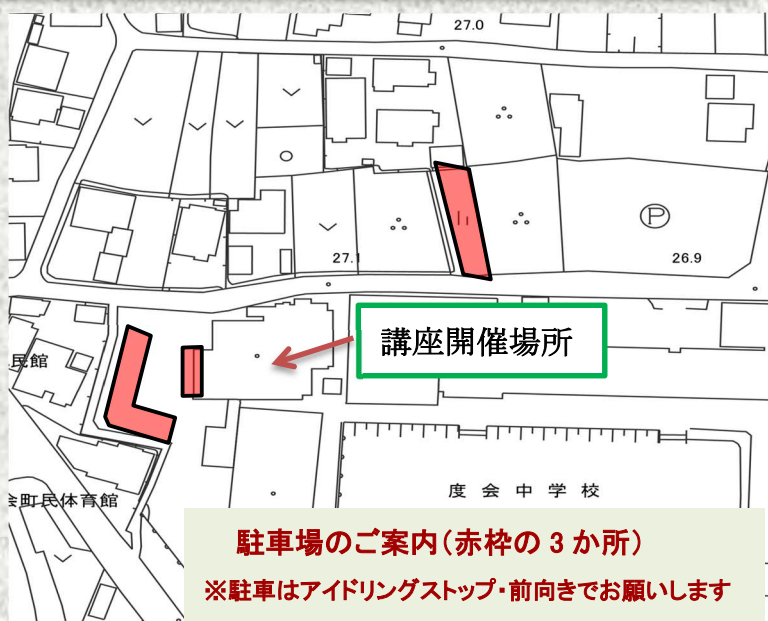 27.0
Ⓟ
27.1
26.9
講座開催場所
民館
度会中学校
会町民体育館
駐車場のご案内(赤枠の3か所)
※駐車はアイドリングストップ・前向きでお願いします